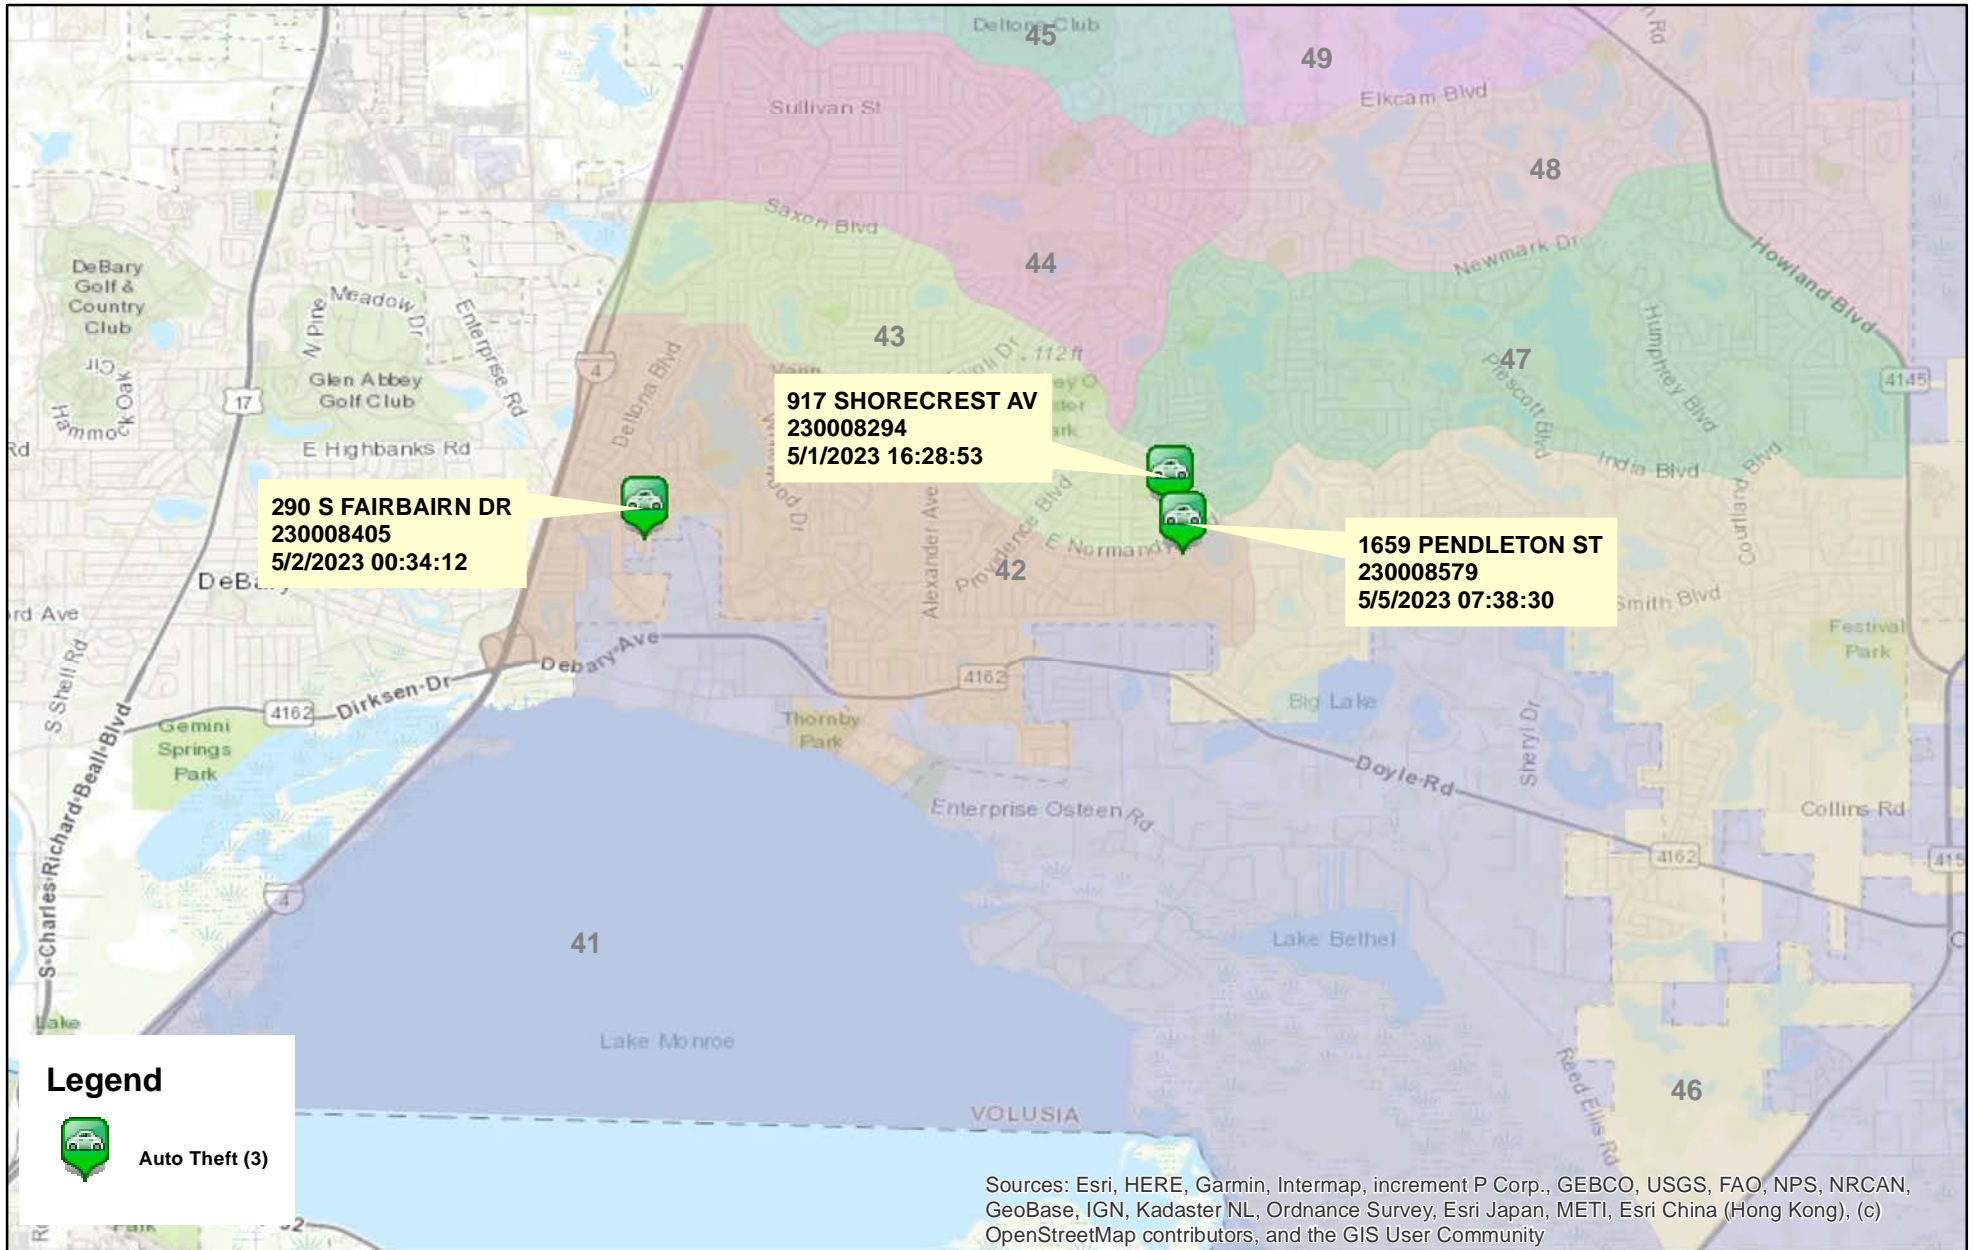 Deltona Club
45
49
Elkcam Blvd
Sullivan St
48
Saxon Blvd
44
Newmark Dr
Howland Blvd
DeBary
Golf &
Country
Club
N Pine
Meadow Dr
Enterprise Rd
43
112 ft
47
Humphrey Blvd
Prescott Blvd
4
4145
Deltona Blvd
Glen Abbey
Golf Club
17
Hammock Oak
Cir
E Highbanks Rd
Rd
917 SHORECREST AV
230008294
5/1/2023 16:28:53
India Blvd
Courtland Blvd
290 S FAIRBAIRN DR
230008405
5/2/2023 00:34:12
Alexander Ave
Providence Blvd
E Normandy
42
1659 PENDLETON ST
230008579
5/5/2023 07:38:30
Smith Blvd
Festival
Park
S Shell Rd
Debary Ave
4162
4162
Dirksen Dr
Gemini
Springs
Park
S Charles Richard Beall Blvd
Thornby
Park
Big Lake
Sheryl Dr
Doyle Rd
Enterprise Osteen Rd
Collins Rd
4162
415
4
41
Lake Bethel
Lake
Lake Monroe
VOLUSIA
Reed Ellis Rd
46
Legend
Auto Theft (3)
Park
Sources: Esri, HERE, Garmin, Intermap, increment P Corp., GEBCO, USGS, FAO, NPS, NRCAN,
GeoBase, IGN, Kadaster NL, Ordnance Survey, Esri Japan, METI, Esri China (Hong Kong), (c)
OpenStreetMap contributors, and the GIS User Community